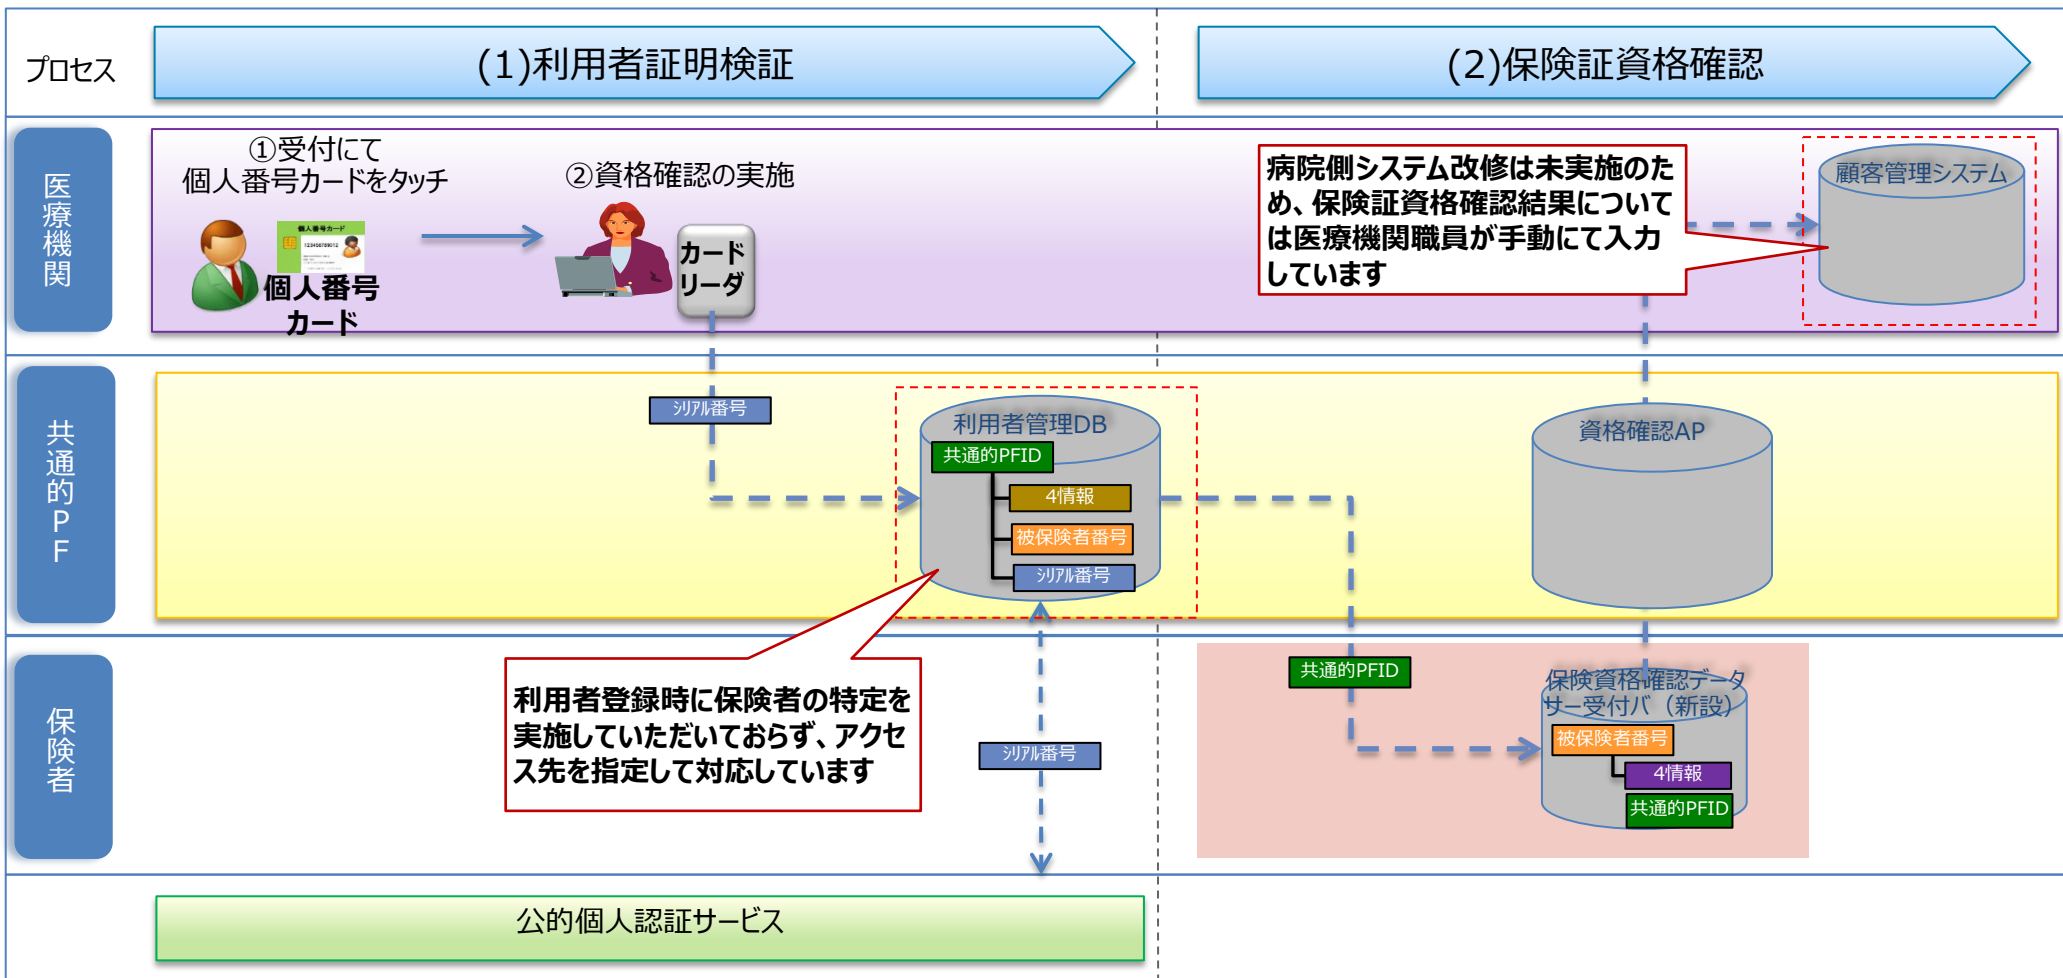 プロセス
(1)利用者証明検証
(2)保険証資格確認
医療機関
①受付にて
個人番号カードをタッチ
②資格確認の実施
個人番号カード
123456789012
個人番号
カード
カード
リーダ
病院側システム改修は未実施のた
め、保険証資格確認結果について
は医療機関職員が手動にて入力
しています
顧客管理システム
共通的PF
シリアル番号
利用者管理DB
共通的PFID
4情報
被保険者番号
シリアル番号
資格確認AP
保険者
利用者登録時に保険者の特定を
実施していただいておらず、アクセ
ス先を指定して対応しています
シリアル番号
共通的PFID
保険資格確認データ
サー受付バ（新設）
被保険者番号
4情報
共通的PFID
公的個人認証サービス